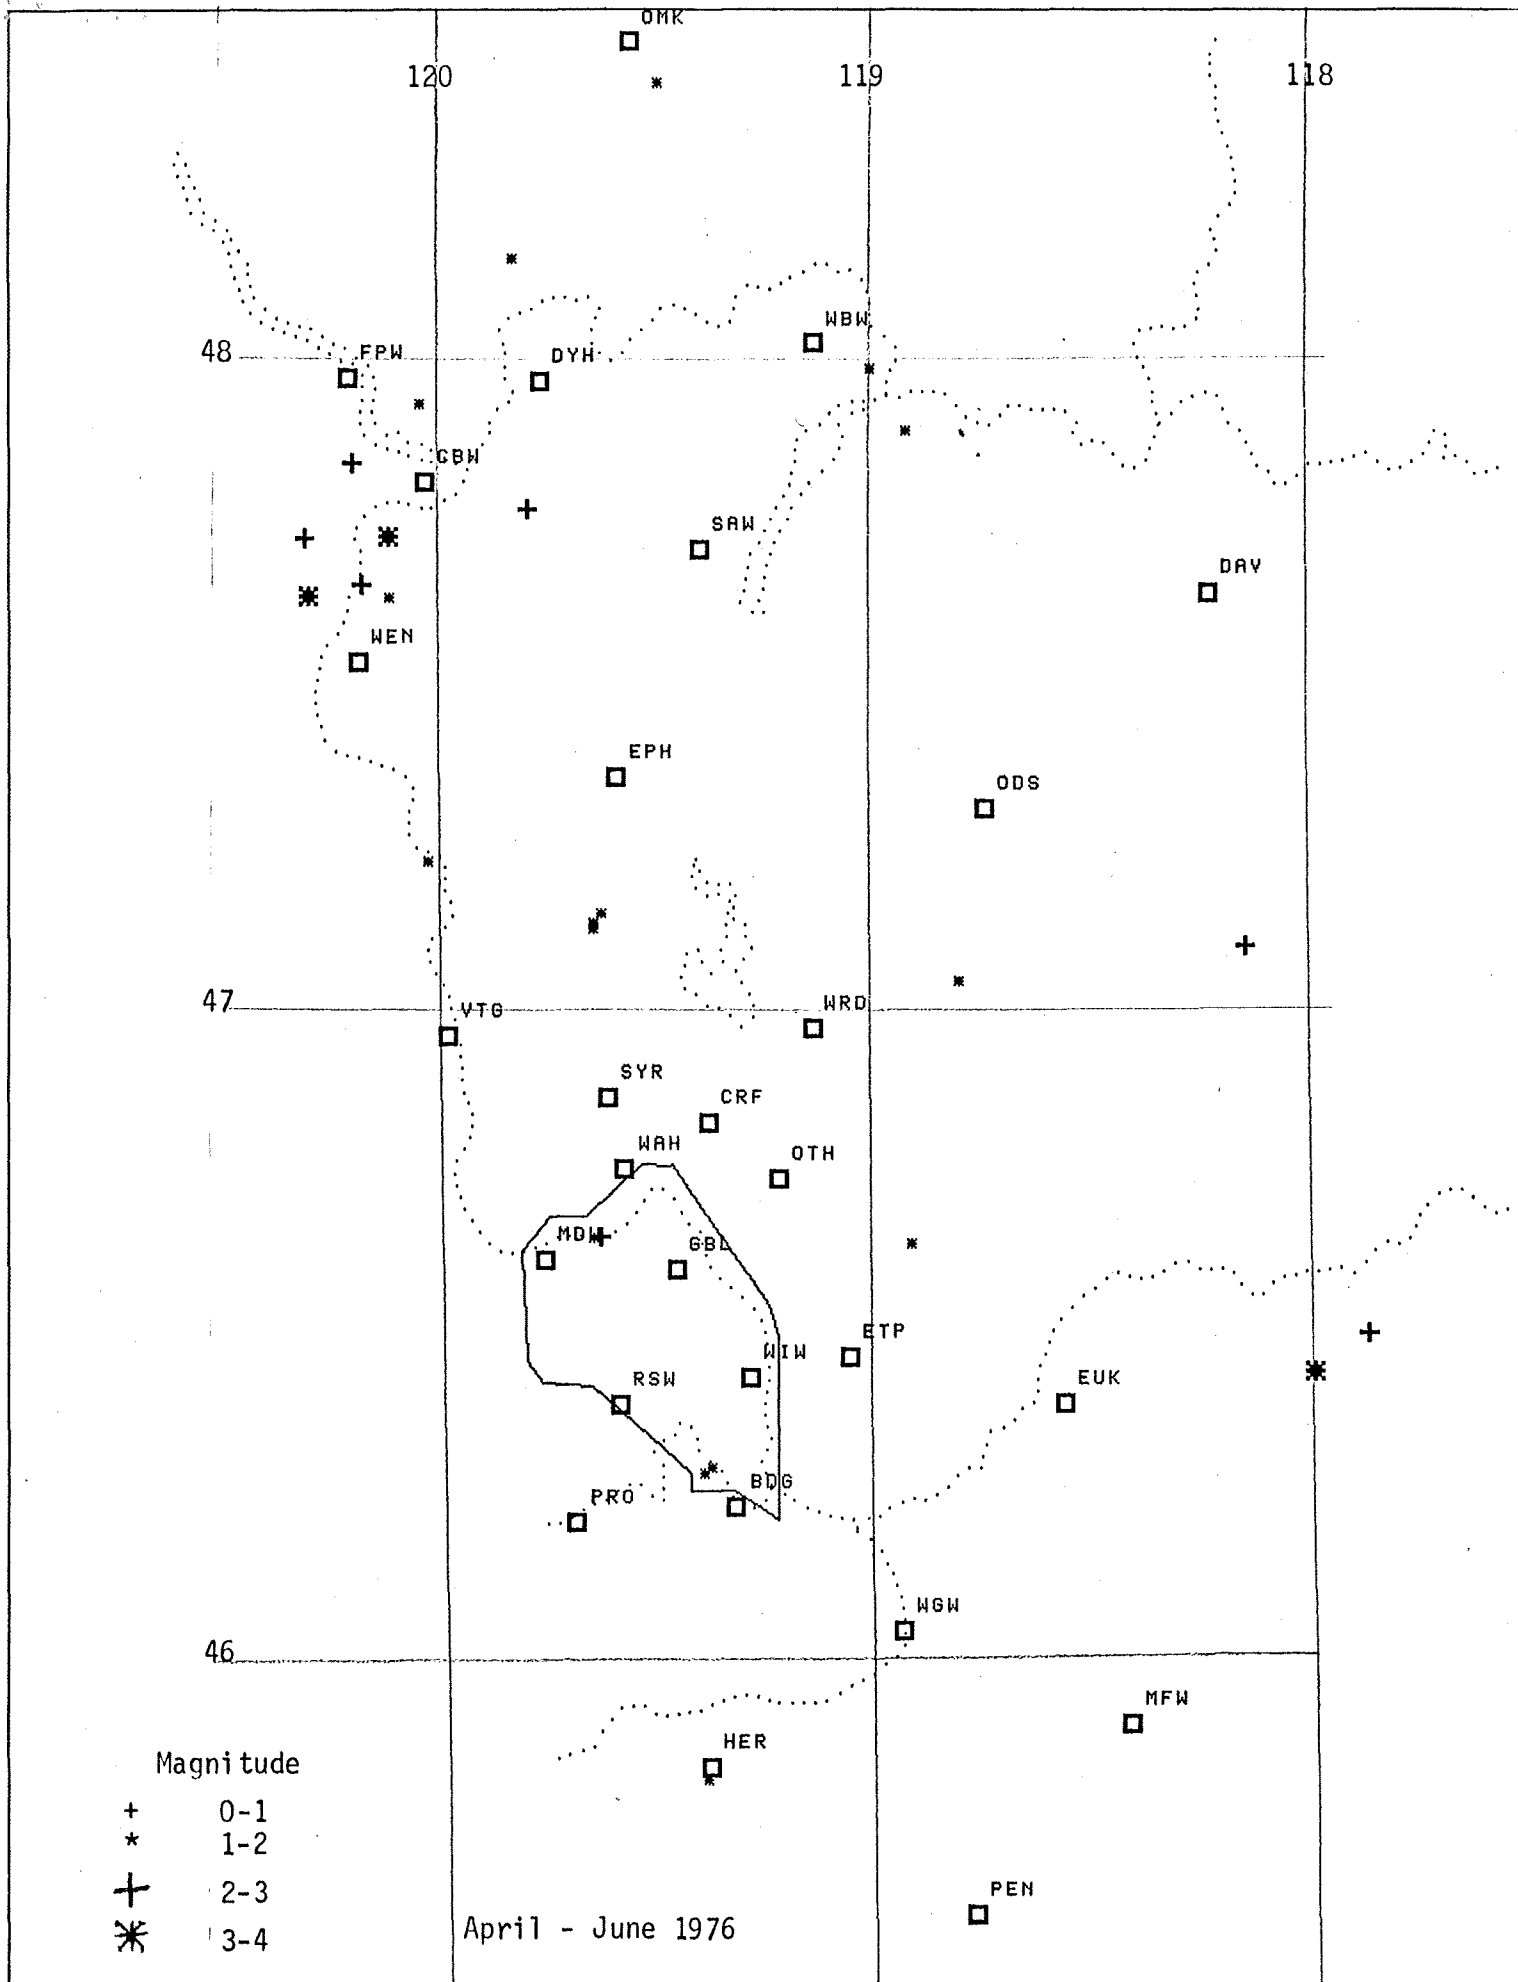 OMK
120 119 118
WBW
48 FPW DYH
CBW
SAW
DAV
WEN
EPH
ODS
47 VTG WRD
SYR
CRF
WAH
OTH
MDW
GBL
ETP
WIW
RSW EUK
BDG
PRO
WGW
46
MFW
HER
Magnitude
+ 0-1
* 1-2
+ 2-3
* 3-4
PEN
April - June 1976